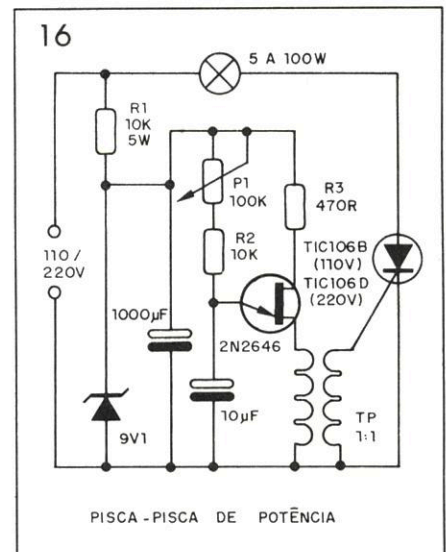 16
5 A 100W
R1
10K
5W
P1
100K
R3
470R
R2
10K
TIC106B
(110V)
TIC106D
(220V)
110 /
220V
1000µF
2N2646
10µF
9V1
TP
1:1
PISCA-PISCA DE POTÊNCIA